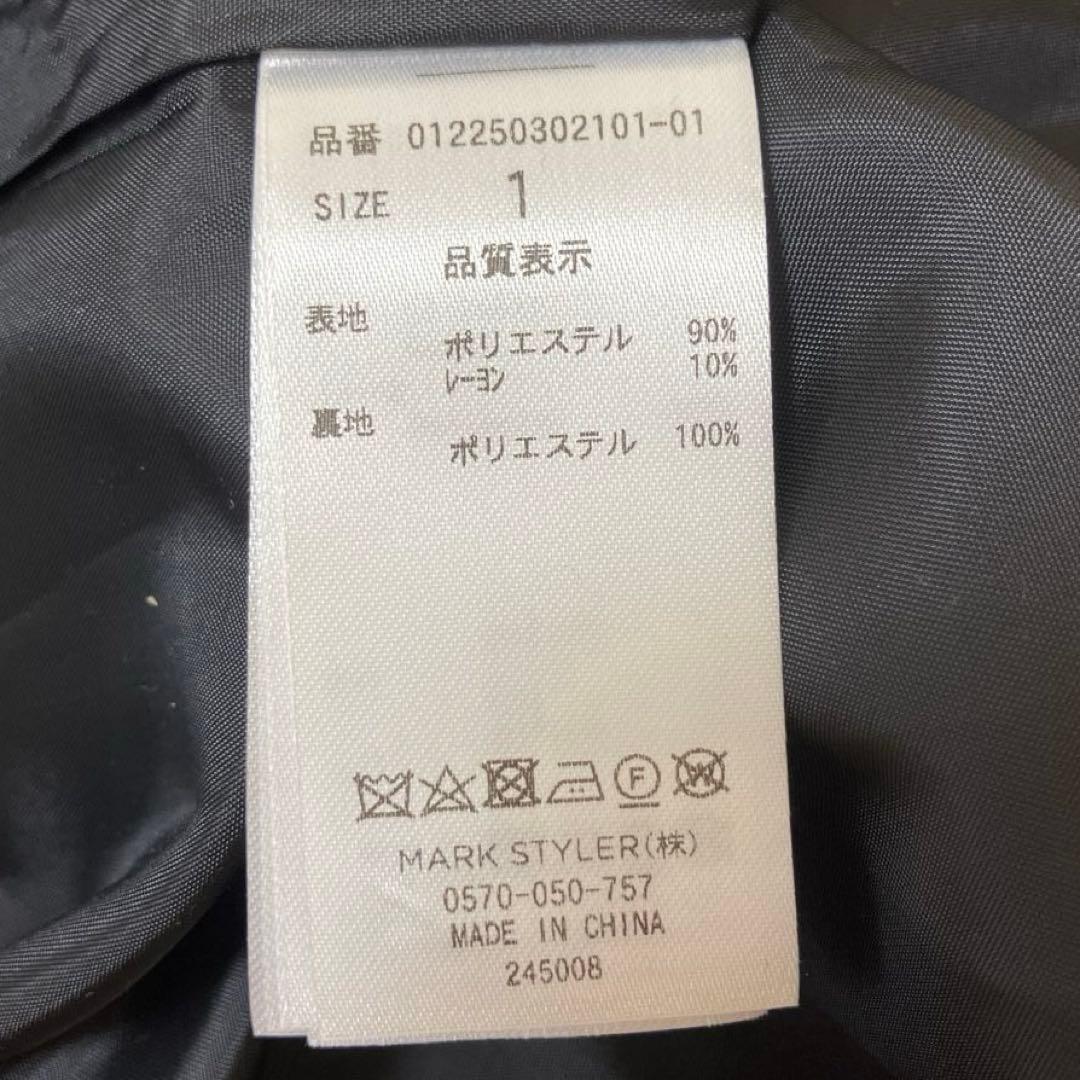 品番 012250302101-01
SIZE 1
品質表示
表地
ポリエステル 90%
レーヨン 10%
裏地
ポリエステル 100%
F W
MARK STYLER(株)
0570-050-757
MADE IN CHINA
245008